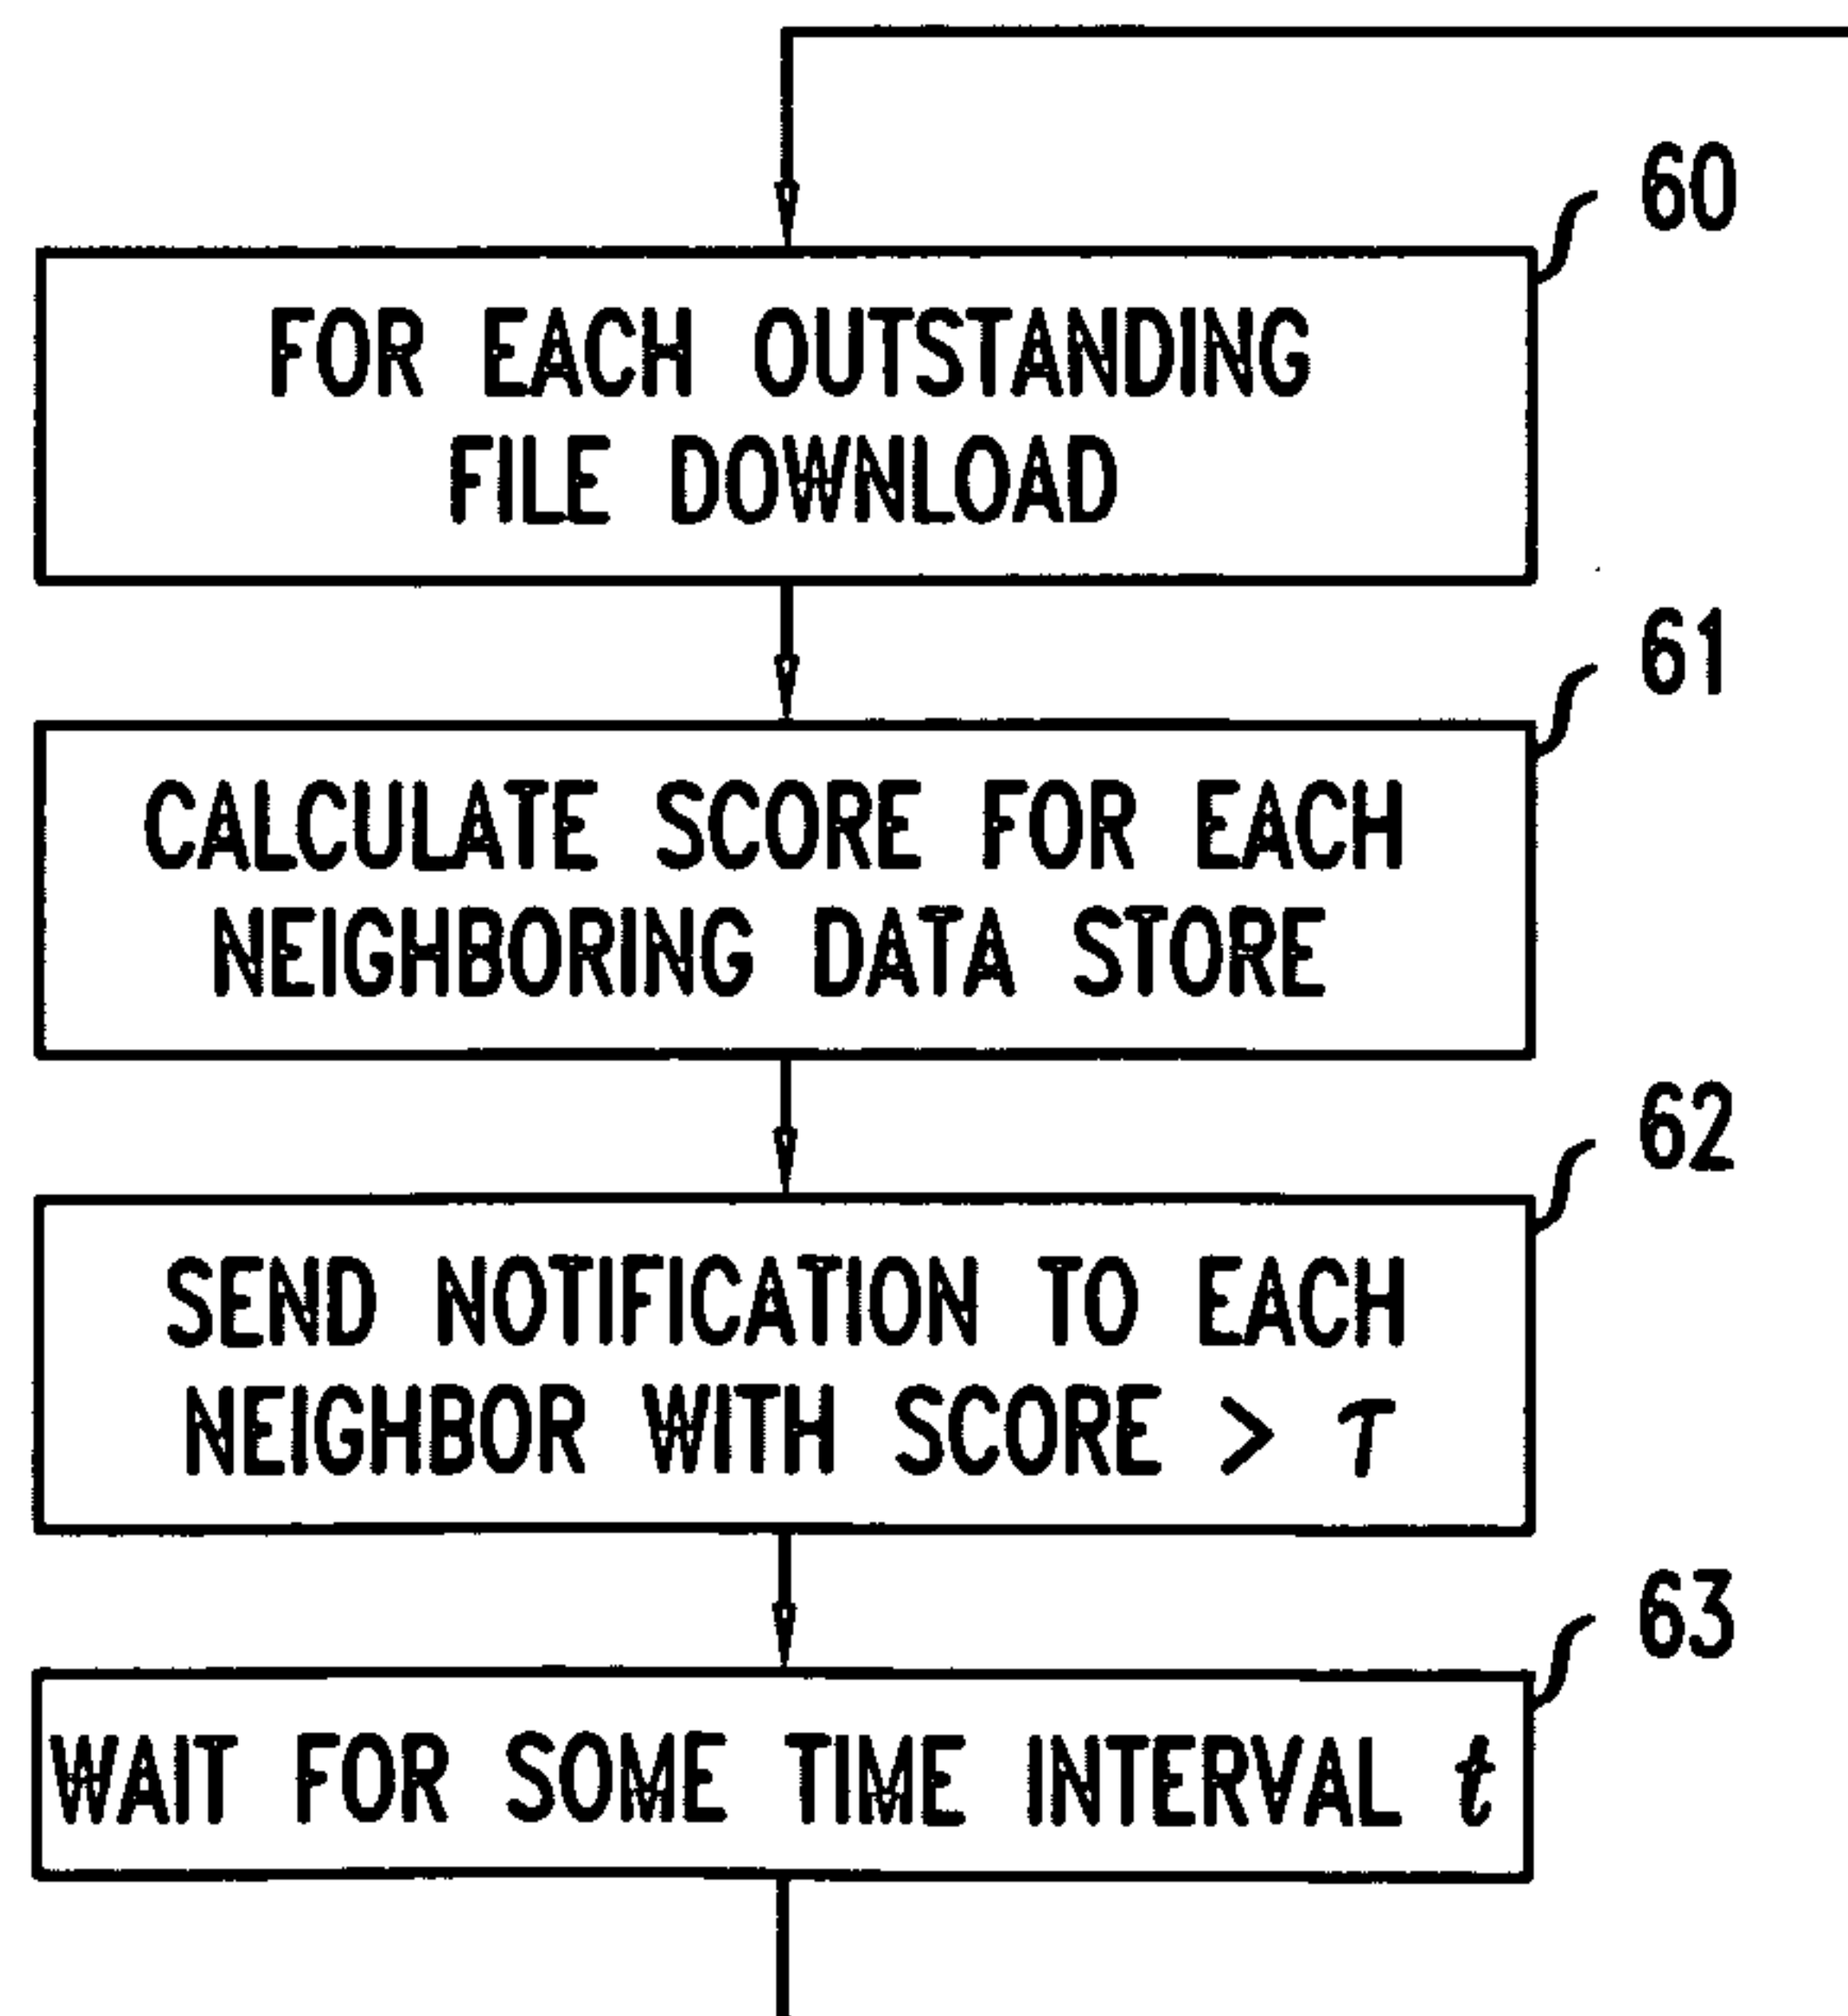 60
FOR EACH OUTSTANDING
FILE DOWNLOAD
61
CALCULATE SCORE FOR EACH
NEIGHBORING DATA STORE
62
SEND NOTIFICATION TO EACH
NEIGHBOR WITH SCORE > τ
63
WAIT FOR SOME TIME INTERVAL t